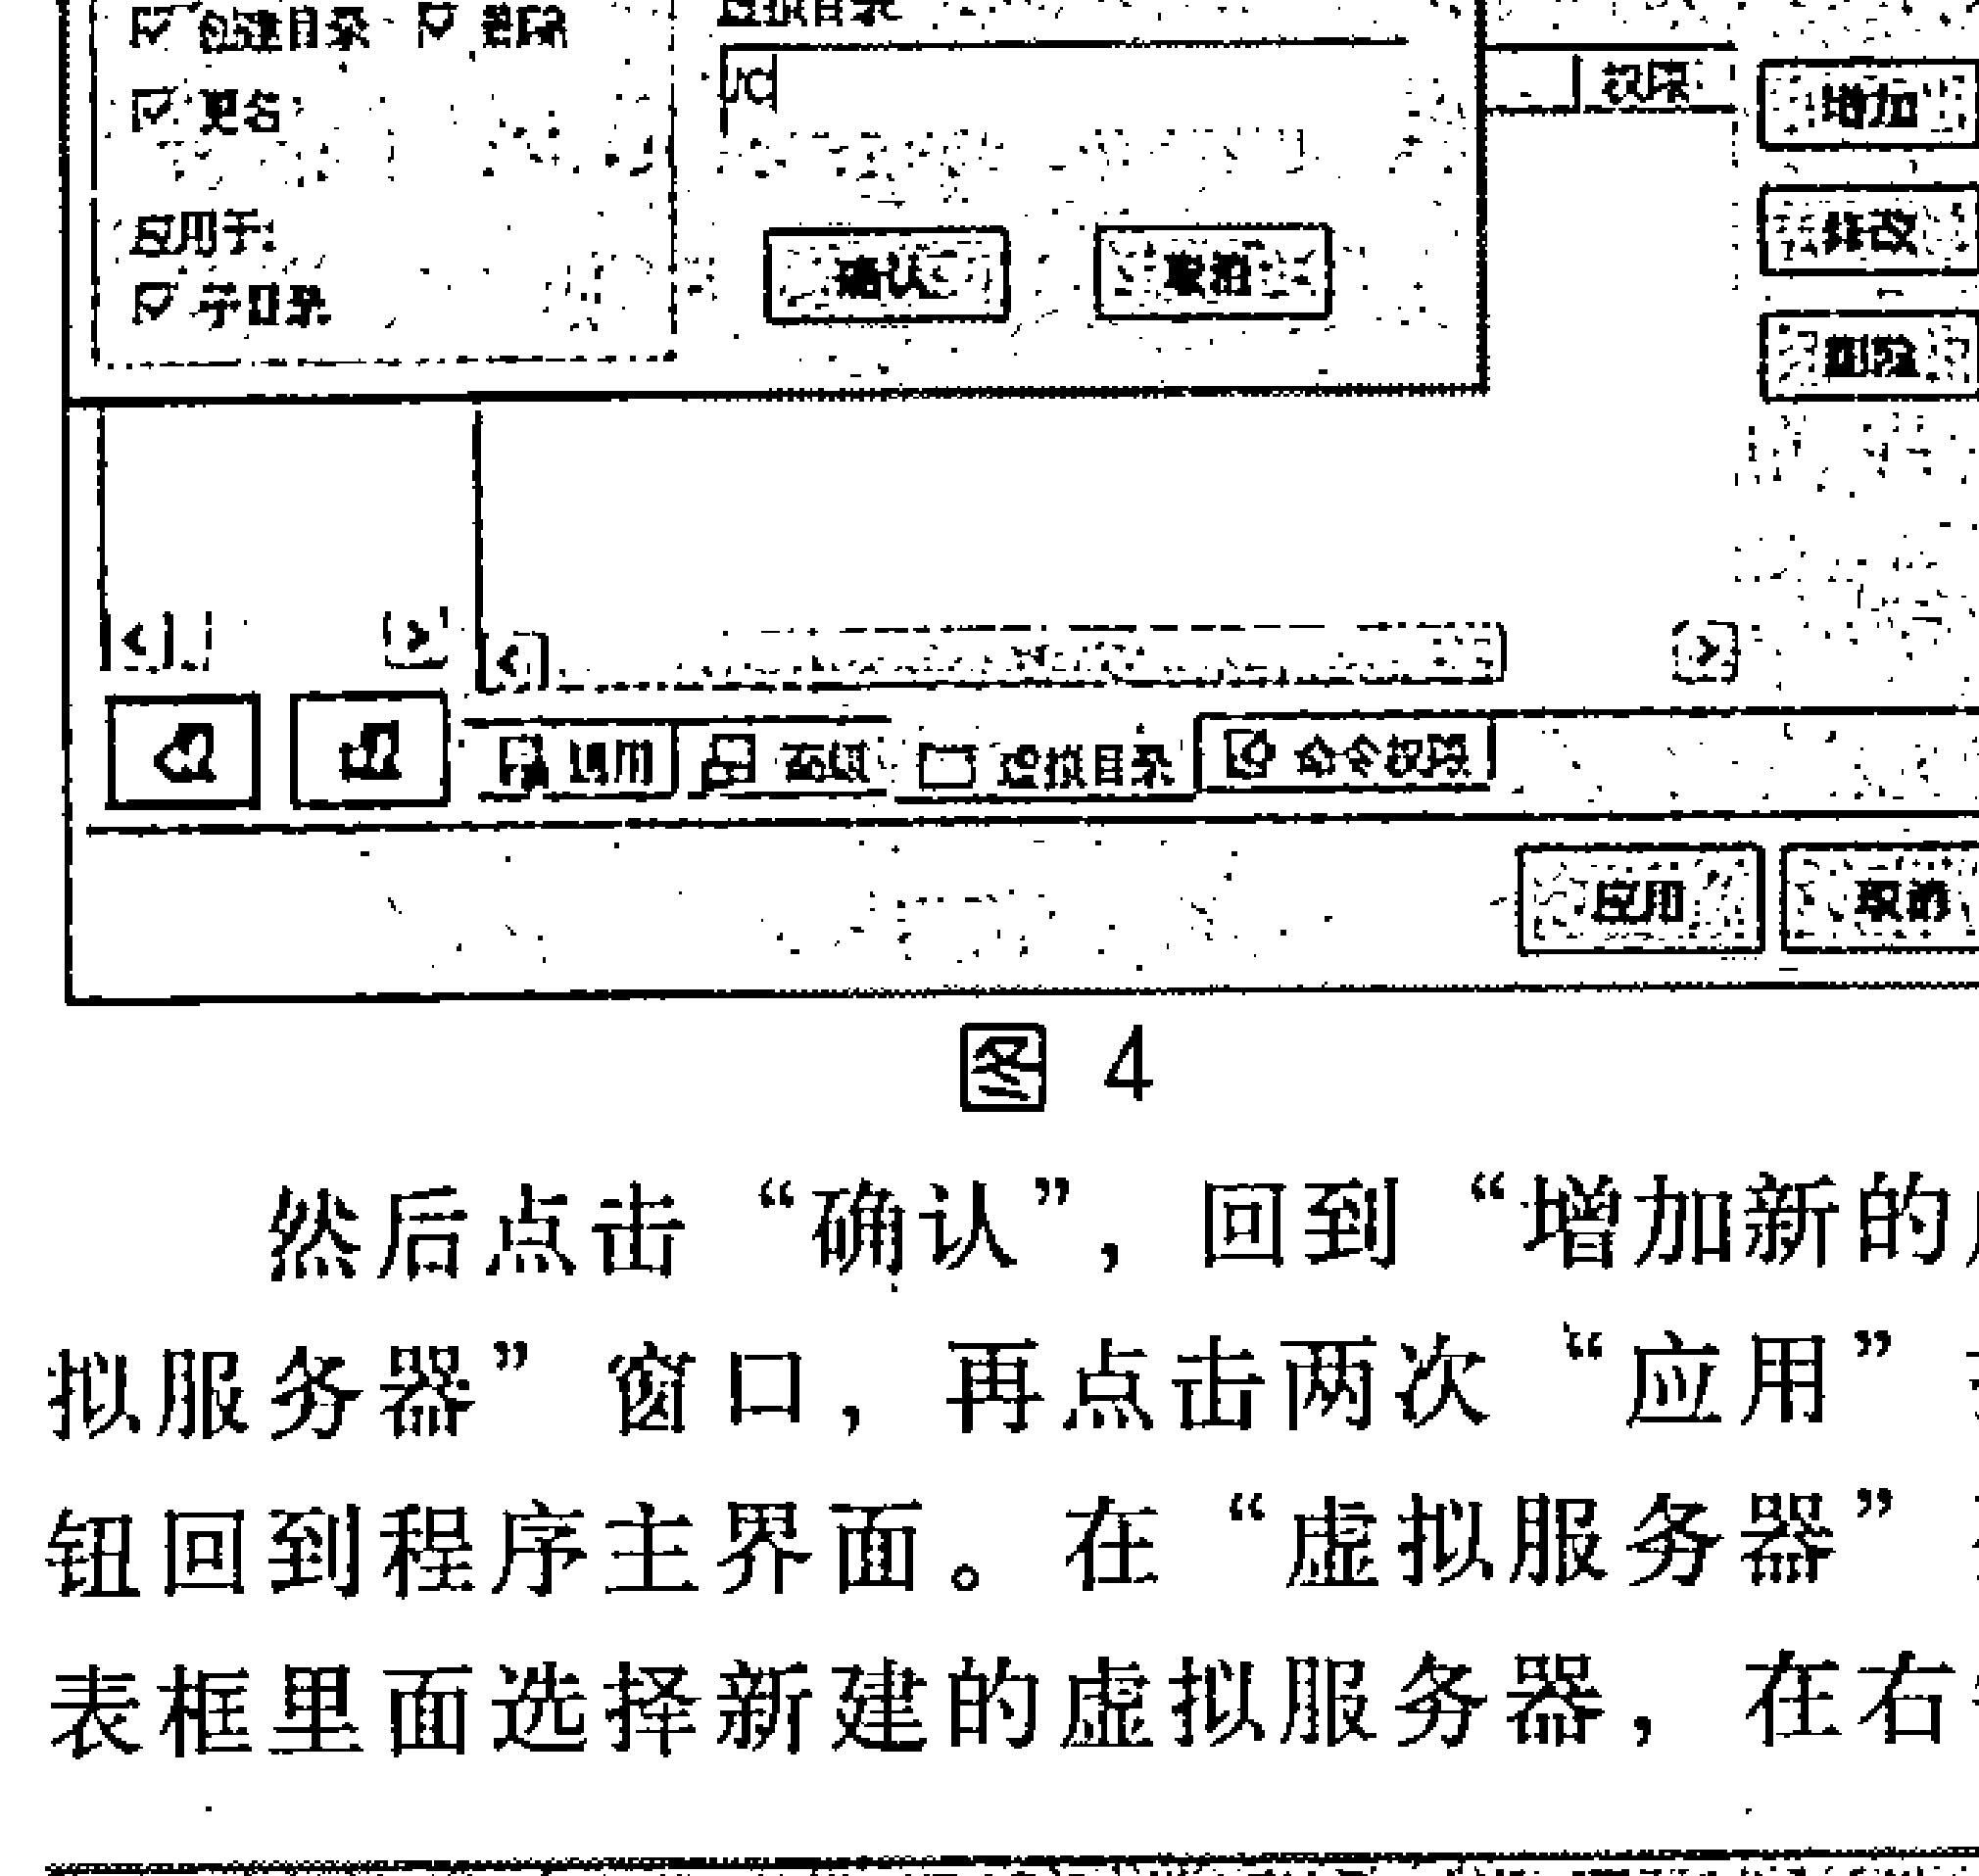 创建目录 删除 虚拟目录
更名 权限 增加
修改
应用于:
确认 取消
子目录
删除
虚拟目录 命令权限
应用 取消
图 4
然后点击“确认”，回到“增加新的
拟服务器”窗口，再点击两次“应用”
钮回到程序主界面。在“虚拟服务器”
表框里面选择新建的虚拟服务器，在右